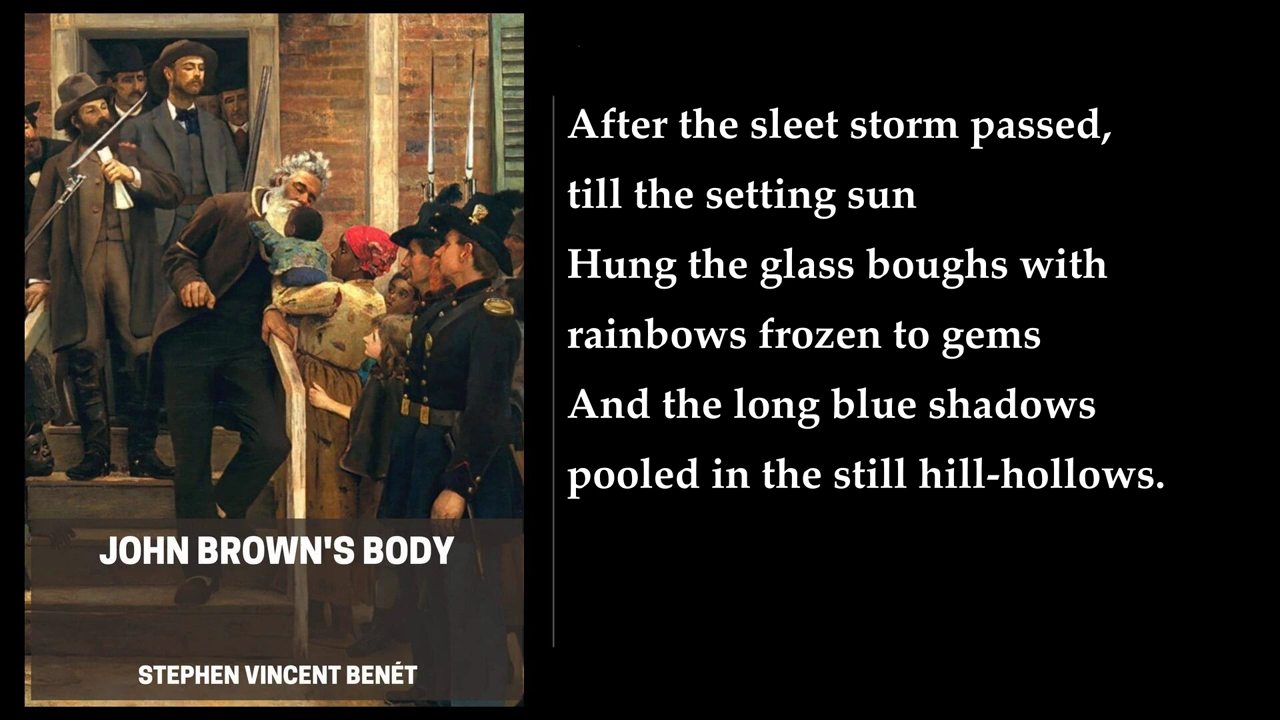 JOHN BROWN'S BODY
STEPHEN VINCENT BENÉT
After the sleet storm passed,
till the setting sun
Hung the glass boughs with
rainbows frozen to gems
And the long blue shadows
pooled in the still hill-hollows.